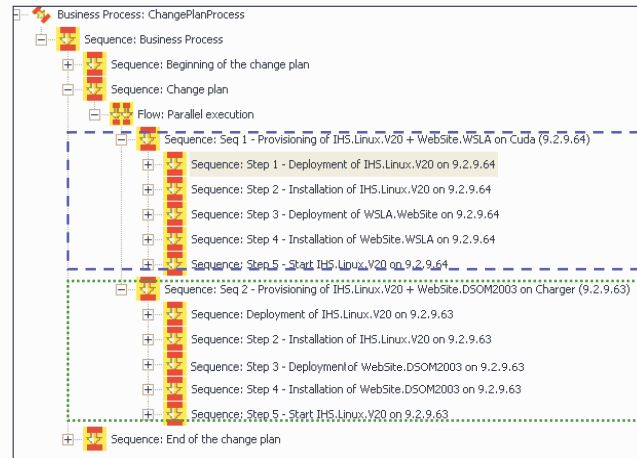 Business Process: ChangePlanProcess
Sequence: Business Process
Sequence: Beginning of the change plan
Sequence: Change plan
Flow: Parallel execution
Sequence: Seq 1 - Provisioning of IHS.Linux.V20 + WebSite.WSLA on Cuda (9.2.9.64)
Sequence: Step 1 - Deployment of IHS.Linux.V20 on 9.2.9.64
Sequence: Step 2 - Installation of IHS.Linux.V20 on 9.2.9.64
Sequence: Step 3 - Deployment of WSLA.WebSite on 9.2.9.64
Sequence: Step 4 - Installation of WebSite.WSLA on 9.2.9.64
Sequence: Step 5 - Start IHS.Linux.V20 on 9.2.9.64
Sequence: Seq 2 - Provisioning of IHS.Linux.V20 + WebSite.DSOM2003 on Charger (9.2.9.63)
Sequence: Deployment of IHS.Linux.V20 on 9.2.9.63
Sequence: Step 2 - Installation of IHS.Linux.V20 on 9.2.9.63
Sequence: Step 3 - Deployment of WebSite.DSOM2003 on 9.2.9.63
Sequence: Step 4 - Installation of WebSite.DSOM2003 on 9.2.9.63
Sequence: Step 5 - Start IHS.Linux.V20 on 9.2.9.63
Sequence: End of the change plan